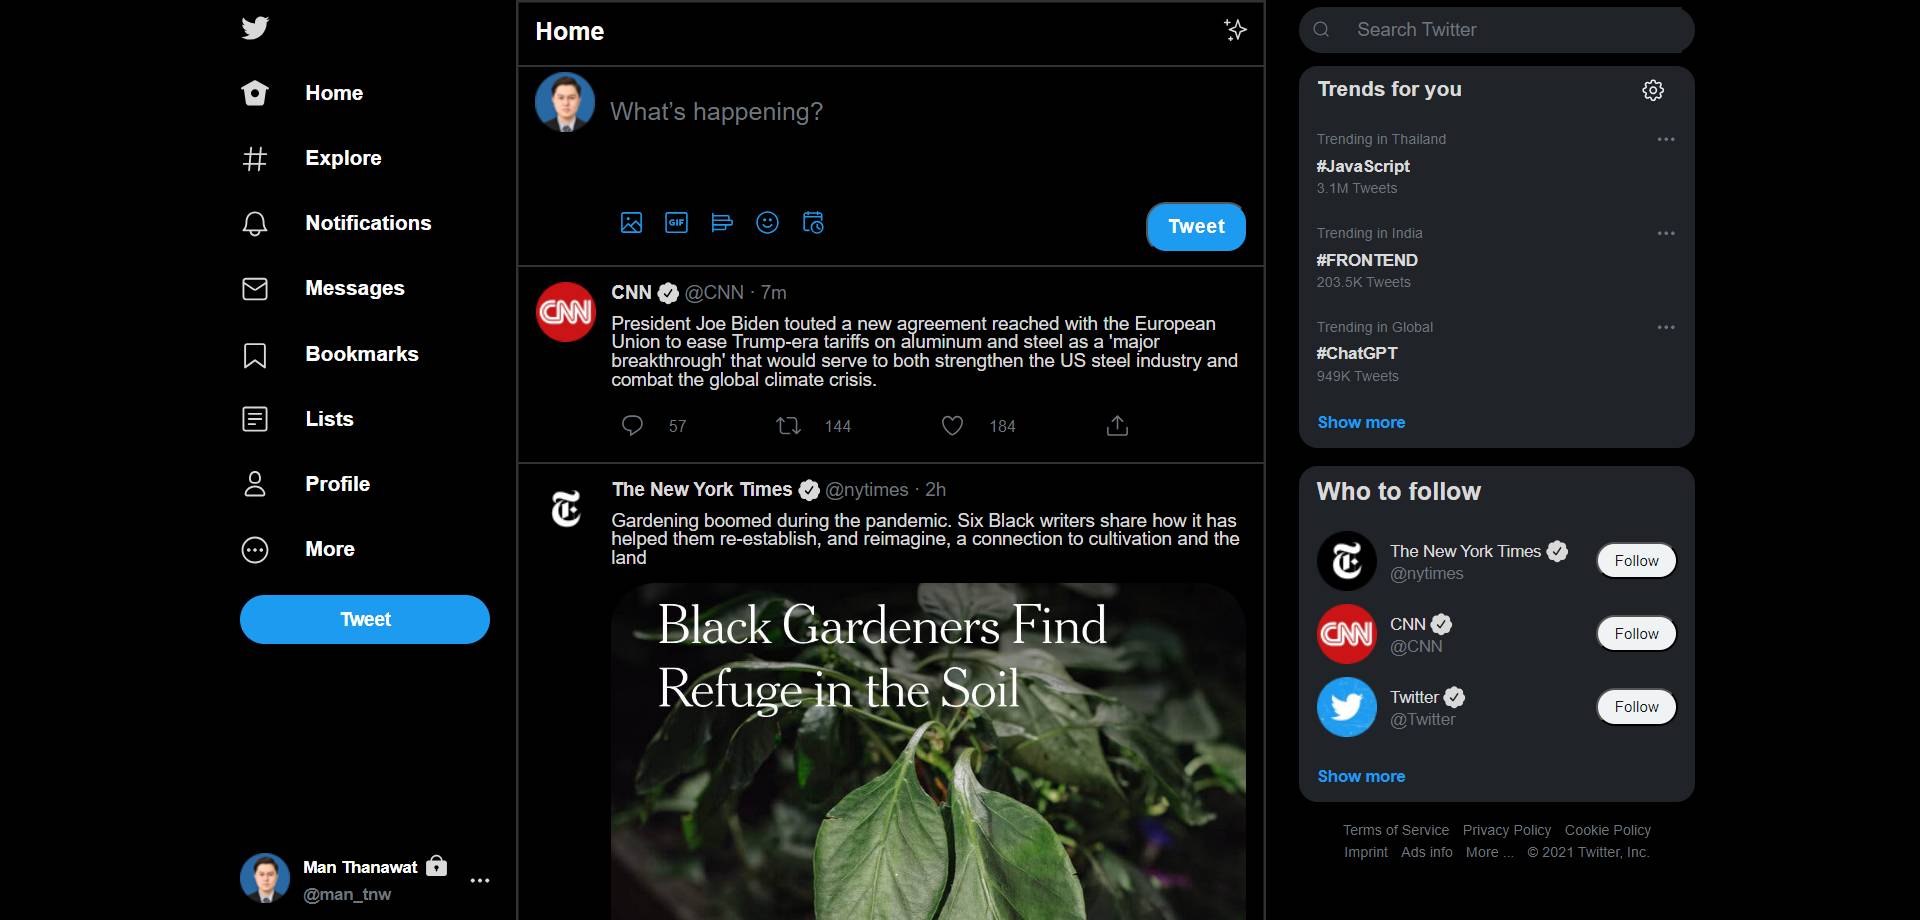 Home
Explore
Notifications
Messages
Bookmarks
Lists
Profile
More
Tweet
Man Thanawat
@man_tnw
Home
What's happening?
GIF
Tweet
CNN @CNN · 7m
President Joe Biden touted a new agreement reached with the European
Union to ease Trump-era tariffs on aluminum and steel as a 'major
breakthrough' that would serve to both strengthen the US steel industry and
combat the global climate crisis.
57 144 184
The New York Times @nytimes · 2h
Gardening boomed during the pandemic. Six Black writers share how it has
helped them re-establish, and reimagine, a connection to cultivation and the
land
Black Gardeners Find
Refuge in the Soil
Search Twitter
Trends for you
Trending in Thailand
#JavaScript
3.1M Tweets
Trending in India
#FRONTEND
203.5K Tweets
Trending in Global
#ChatGPT
949K Tweets
Show more
Who to follow
The New York Times
@nytimes
Follow
CNN
CNN
@CNN
Follow
Twitter
@Twitter
Follow
Show more
Terms of Service Privacy Policy Cookie Policy
Imprint Ads info More ... © 2021 Twitter, Inc.